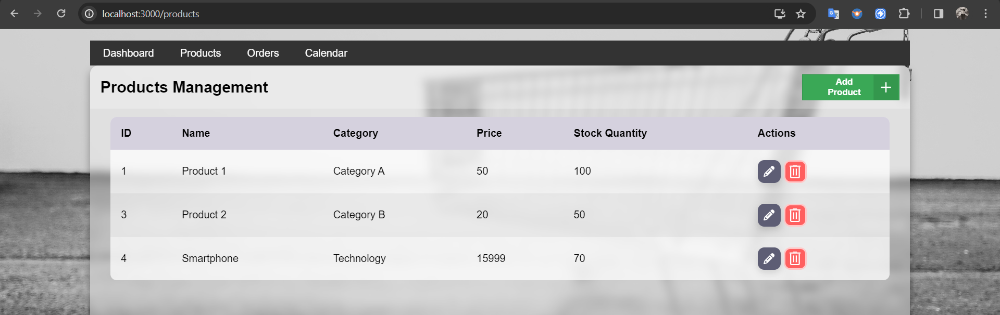 localhost:3000/products
Dashboard Products Orders Calendar
Products Management
Add
Product
ID Name Category Price Stock Quantity Actions
1 Product 1 Category A 50 100
3 Product 2 Category B 20 50
4 Smartphone Technology 15999 70